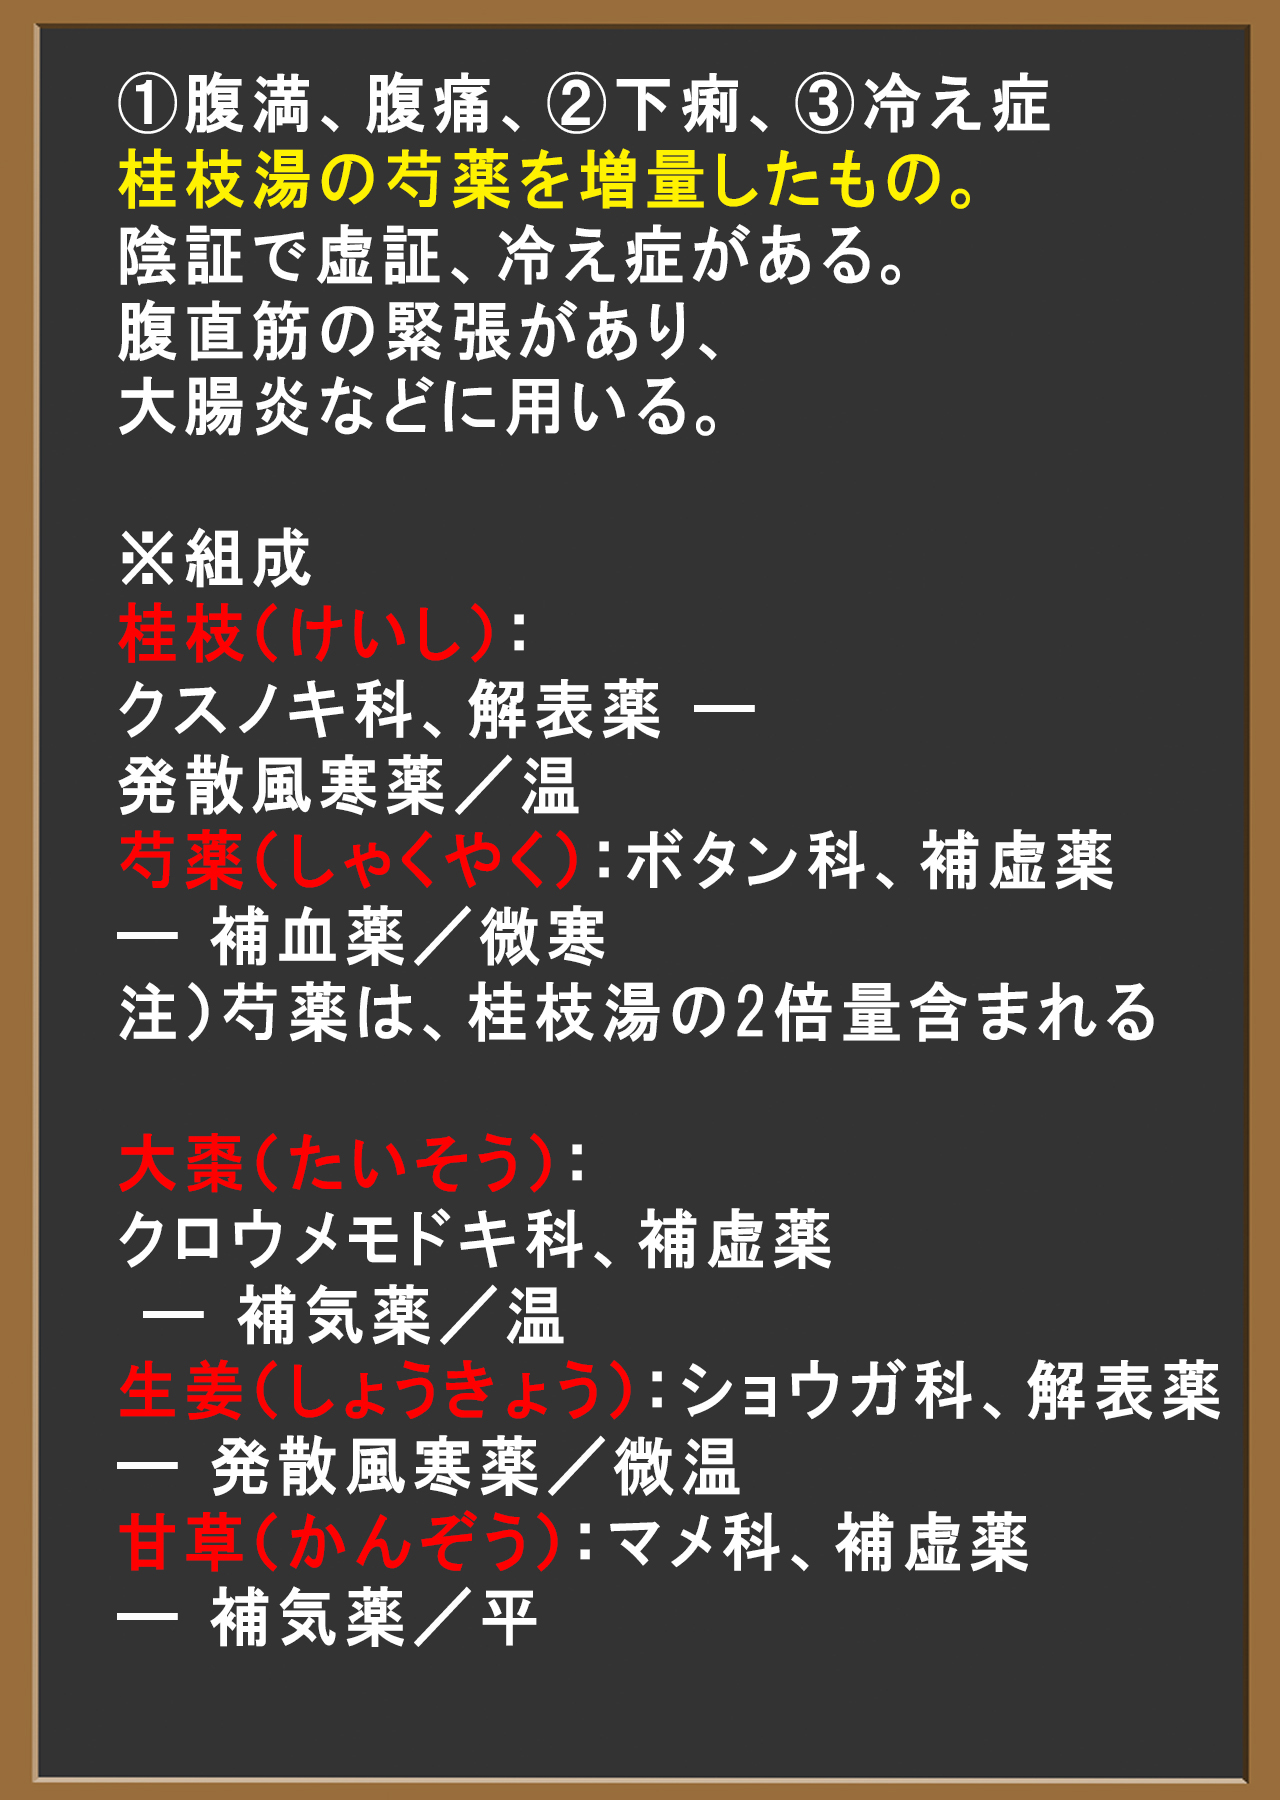 ①腹満、腹痛、②下痢、③冷え症
桂枝湯の芍薬を増量したもの。
陰証で虚証、冷え症がある。
腹直筋の緊張があり、
大腸炎などに用いる。
※組成
桂枝（けいし）：
クスノキ科、解表薬 ―
発散風寒薬／温
芍薬（しゃくやく）：ボタン科、補虚薬
― 補血薬／微寒
注）芍薬は、桂枝湯の2倍量含まれる
大棗（たいそう）：
クロウメモドキ科、補虚薬
― 補気薬／温
生姜（しょうきょう）：ショウガ科、解表薬
― 発散風寒薬／微温
甘草（かんぞう）：マメ科、補虚薬
― 補気薬／平